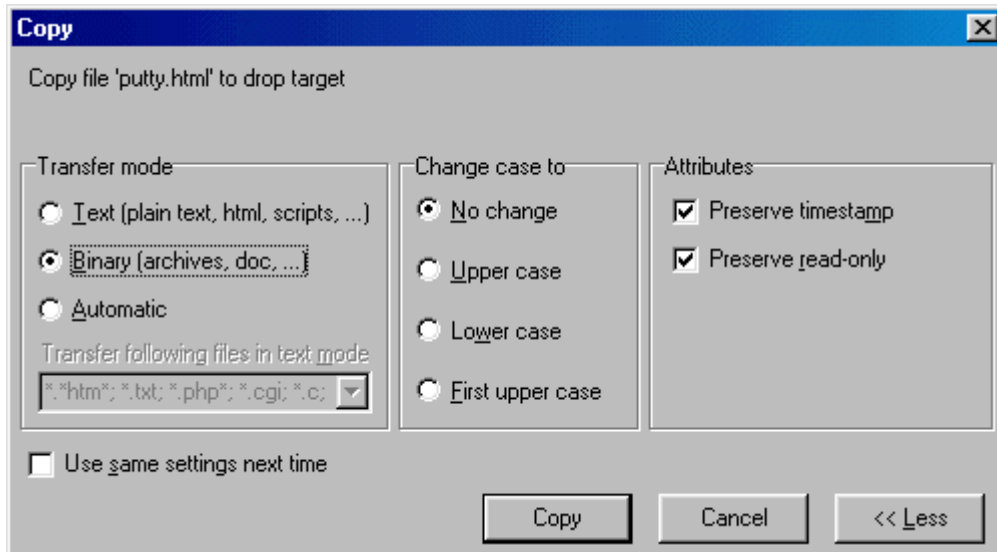 Copy
Copy file 'putty.html' to drop target
Transfer mode
Text (plain text, html, scripts, ...)
Binary (archives, doc, ...)
Automatic
Transfer following files in text mode
*.*htm*; *.txt; *.php*; *.cgi; *.c;
Change case to
No change
Upper case
Lower case
First upper case
Attributes
Preserve timestamp
Preserve read-only
Use same settings next time
Copy
Cancel
<< Less